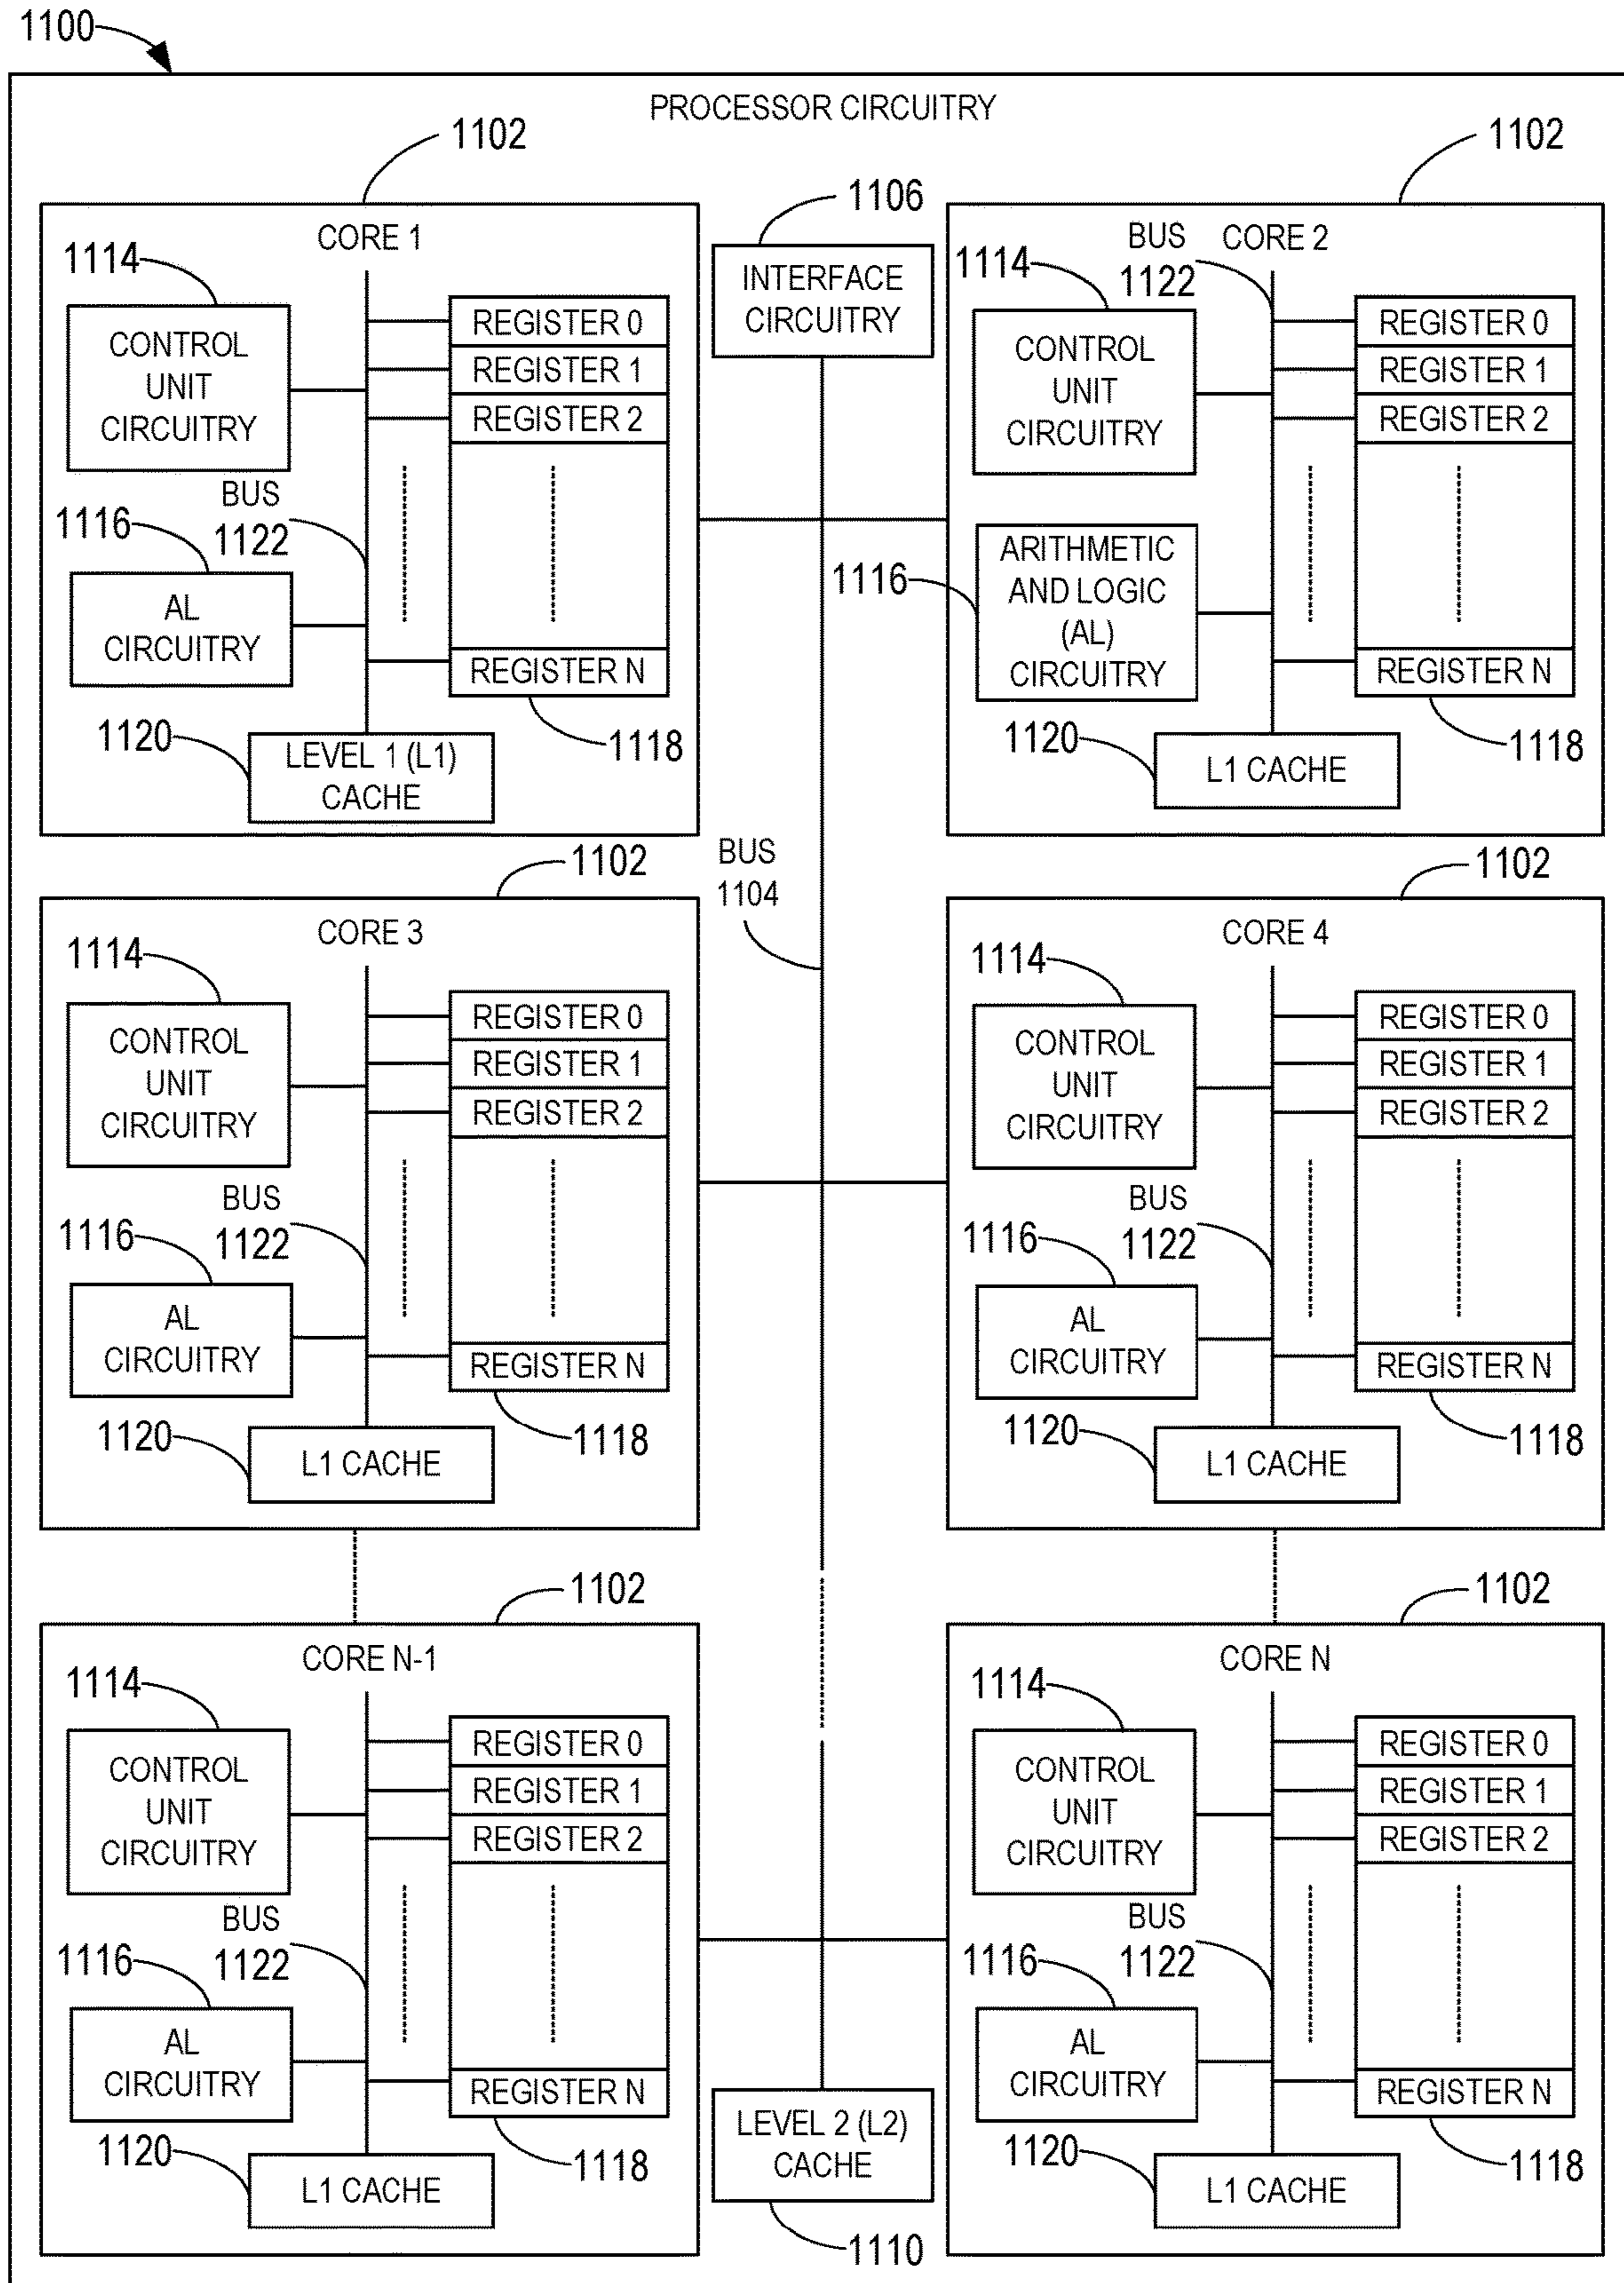 1100
PROCESSOR CIRCUITRY
1102
CORE 1
1114
CONTROL
UNIT
CIRCUITRY
REGISTER 0
REGISTER 1
REGISTER 2
BUS
1122
1116
AL
CIRCUITRY
REGISTER N
1118
1120
LEVEL 1 (L1)
CACHE
1106
INTERFACE
CIRCUITRY
1102
BUS
1122
CORE 2
1114
CONTROL
UNIT
CIRCUITRY
REGISTER 0
REGISTER 1
REGISTER 2
1116
ARITHMETIC
AND LOGIC
(AL)
CIRCUITRY
REGISTER N
1118
1120
L1 CACHE
BUS
1104
1102
CORE 3
1114
CONTROL
UNIT
CIRCUITRY
REGISTER 0
REGISTER 1
REGISTER 2
BUS
1122
1116
AL
CIRCUITRY
REGISTER N
1118
1120
L1 CACHE
1102
CORE 4
1114
CONTROL
UNIT
CIRCUITRY
REGISTER 0
REGISTER 1
REGISTER 2
BUS
1122
1116
AL
CIRCUITRY
REGISTER N
1118
1120
L1 CACHE
1102
CORE N-1
1114
CONTROL
UNIT
CIRCUITRY
REGISTER 0
REGISTER 1
REGISTER 2
BUS
1122
1116
AL
CIRCUITRY
REGISTER N
1118
1120
L1 CACHE
1102
CORE N
1114
CONTROL
UNIT
CIRCUITRY
REGISTER 0
REGISTER 1
REGISTER 2
BUS
1122
1116
AL
CIRCUITRY
REGISTER N
1118
1120
L1 CACHE
LEVEL 2 (L2)
CACHE
1110